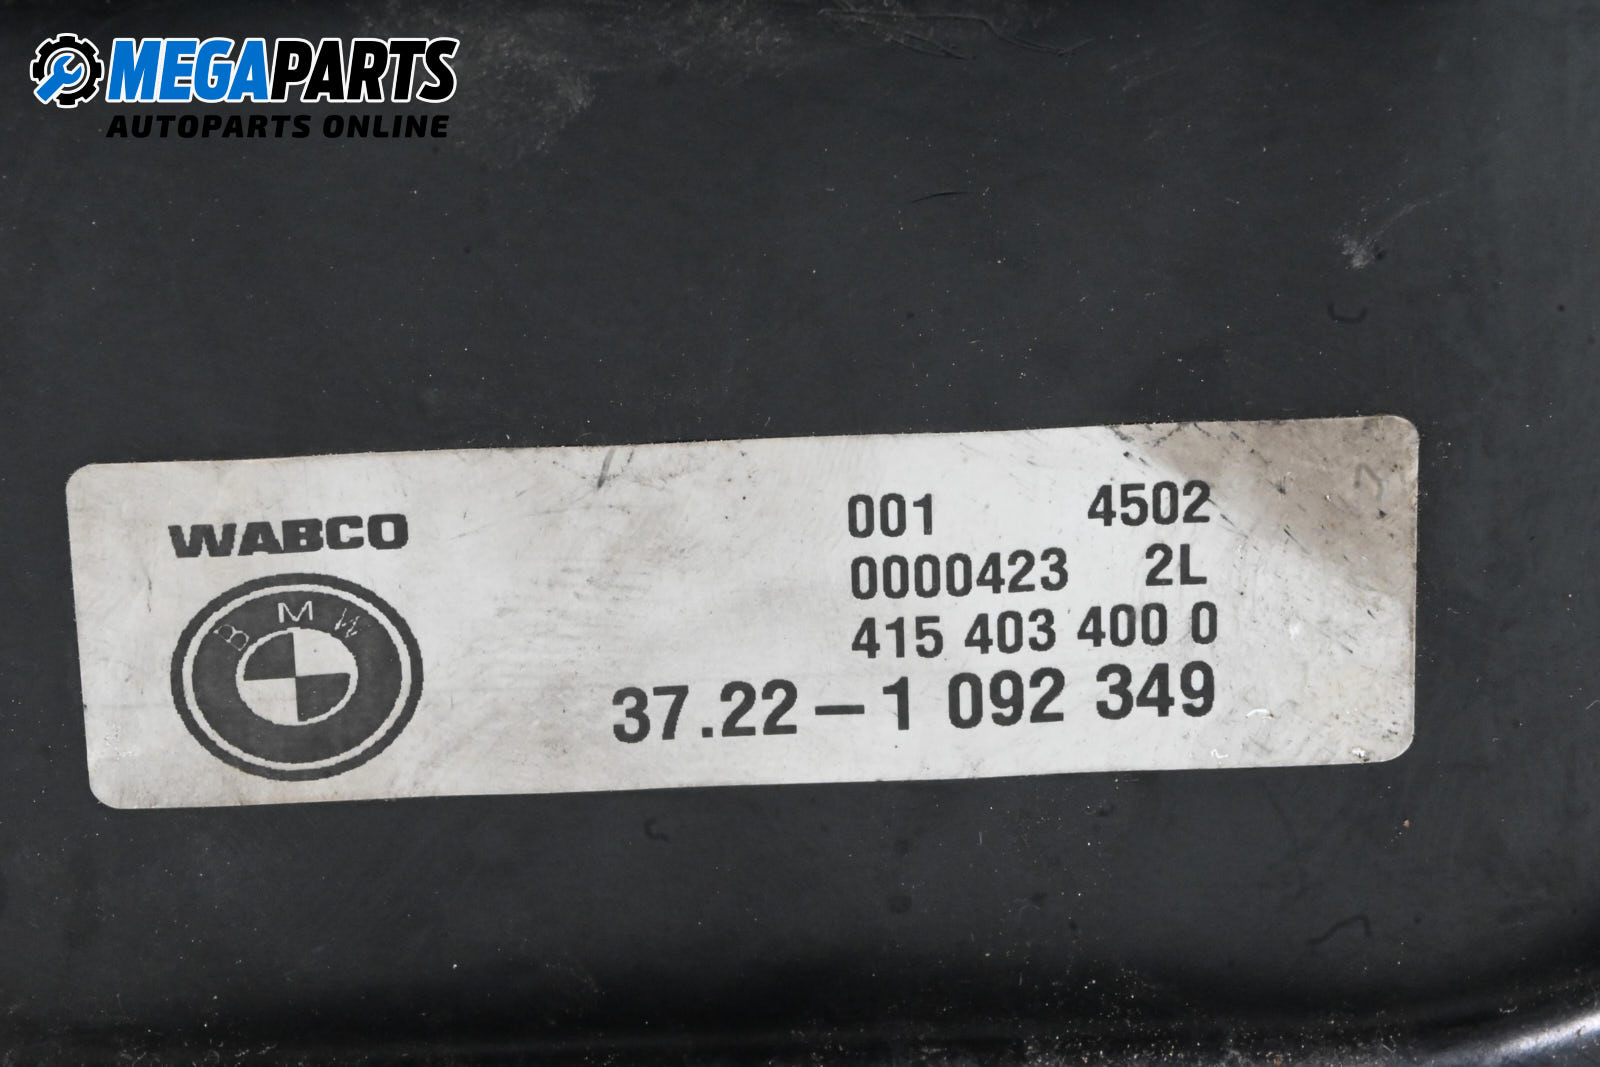 MEGAPARTS
AUTOPARTS ONLINE
WABCO
BMW
001 4502
0000423 2L
415 403 400 0
37.22-1 092 349